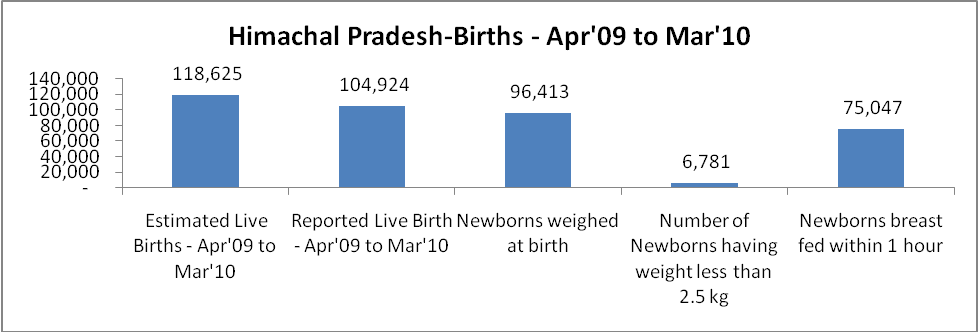 Himachal Pradesh-Births - Apr'09 to Mar'10
140,000
120,000
100,000
80,000
60,000
40,000
20,000
-
118,625
104,924
96,413
6,781
75,047
Estimated Live
Births - Apr'09 to
Mar'10
Reported Live Birth
- Apr'09 to Mar'10
Newborns weighed
at birth
Number of
Newborns having
weight less than
2.5 kg
Newborns breast
fed within 1 hour